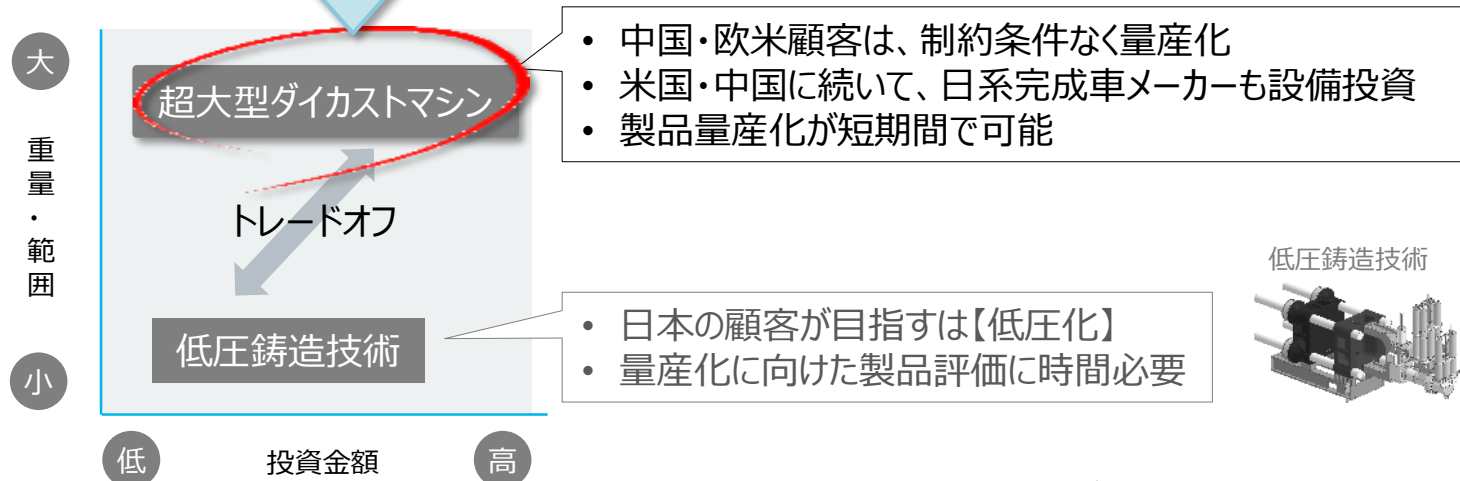 大
重量・範囲
小
超大型ダイカストマシン
トレードオフ
低圧鋳造技術
低
投資金額
高
• 中国・欧米顧客は、制約条件なく量産化
• 米国・中国に続いて、日系完成車メーカーも設備投資
• 製品量産化が短期間で可能
• 日本の顧客が目指すは【低圧化】
• 量産化に向けた製品評価に時間必要
低圧鋳造技術